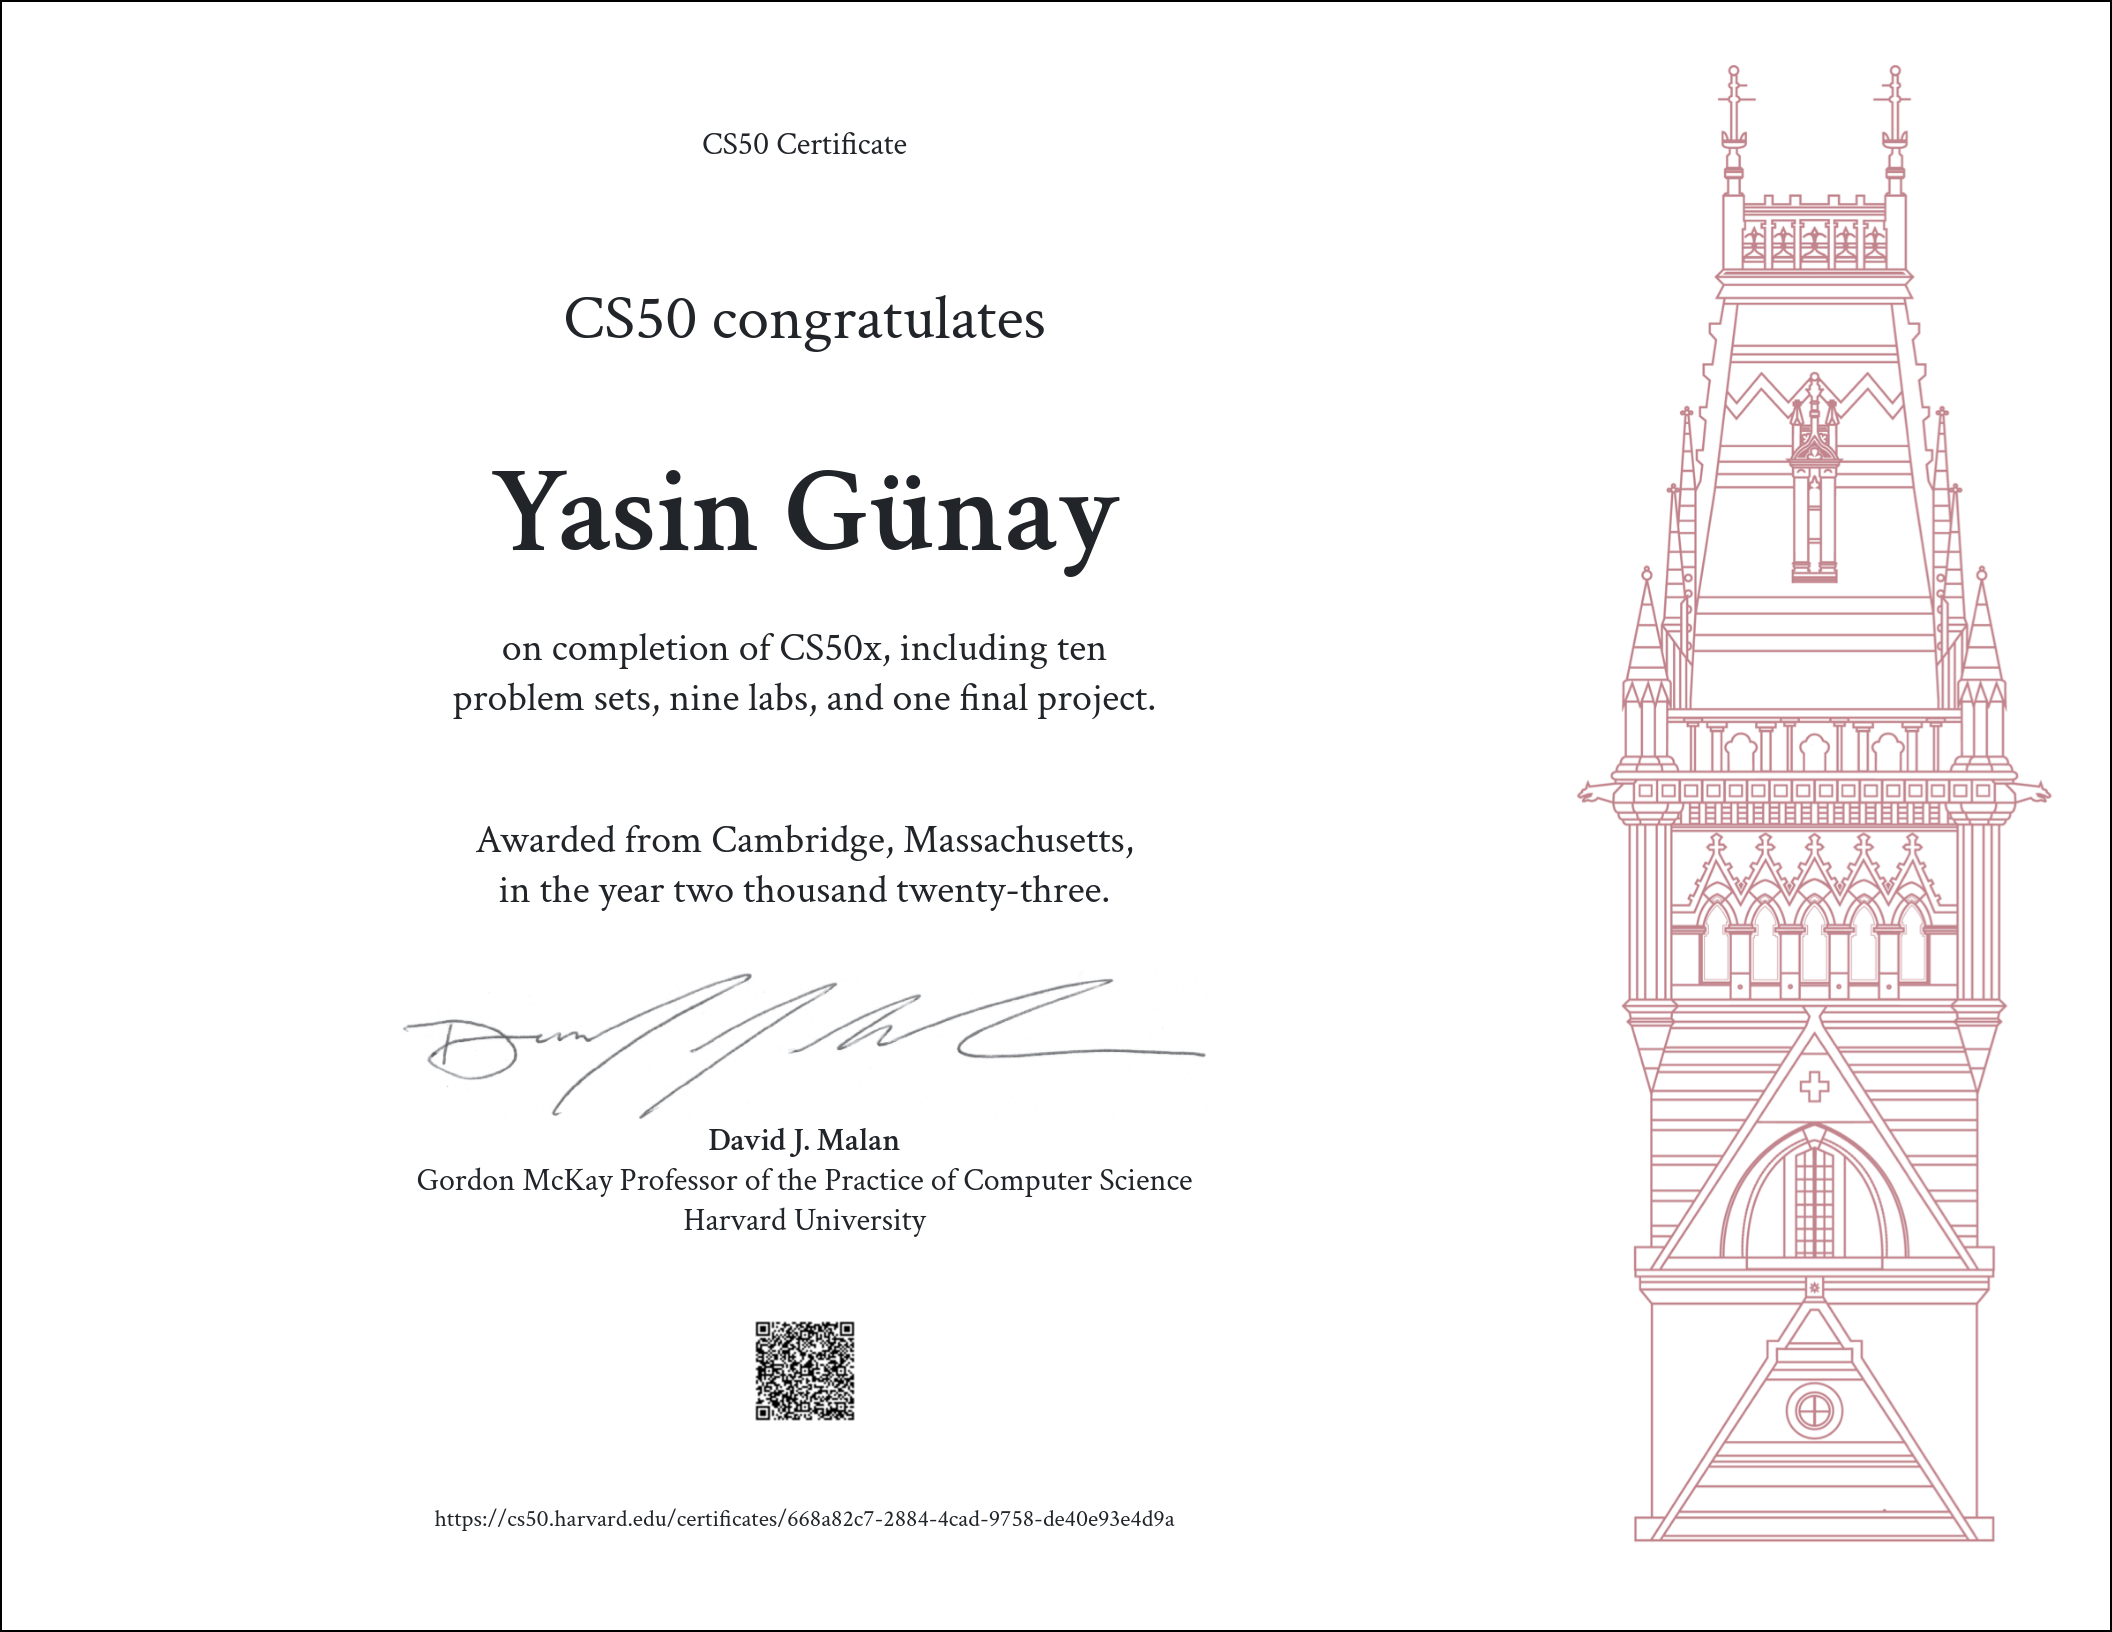 CS50 Certificate
CS50 congratulates
Yasin Günay
on completion of CS50x, including ten
problem sets, nine labs, and one final project.
Awarded from Cambridge, Massachusetts,
in the year two thousand twenty-three.
David J. Malan
Gordon McKay Professor of the Practice of Computer Science
Harvard University
https://cs50.harvard.edu/certificates/668a82c7-2884-4cad-9758-de40e93e4d9a